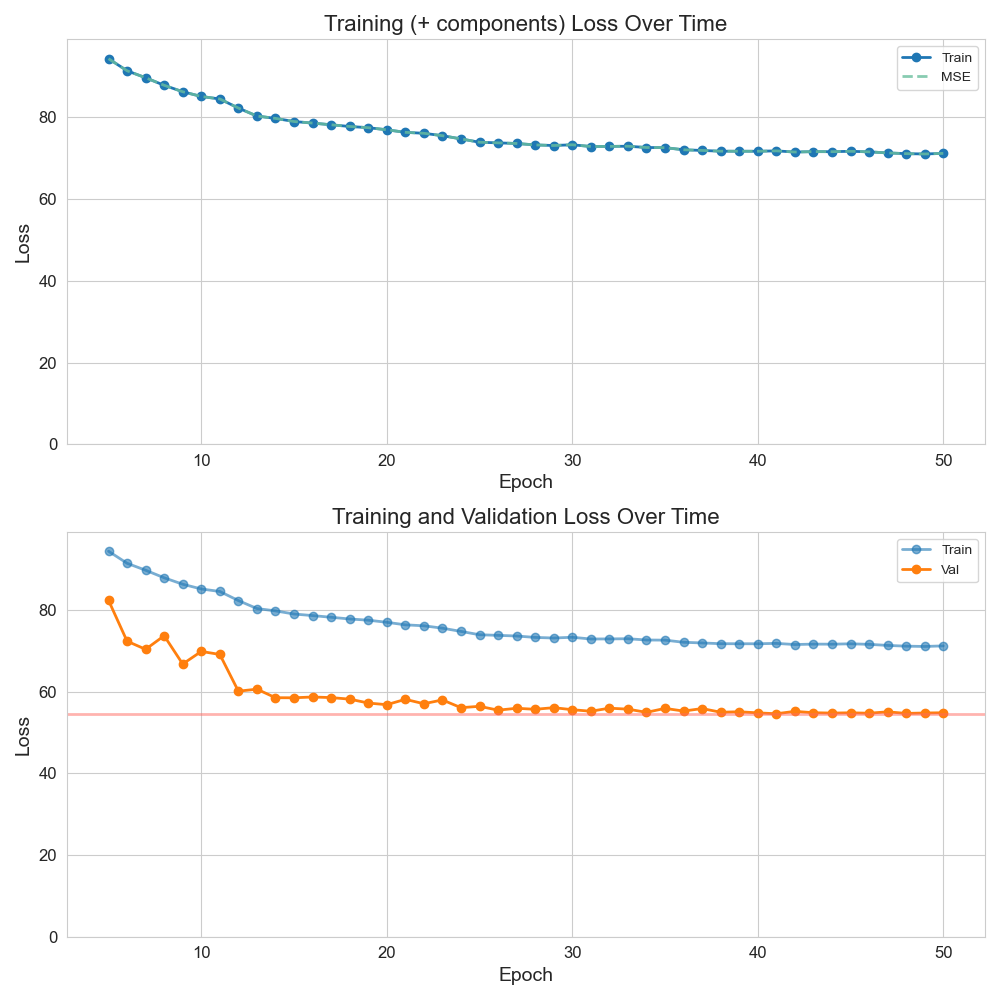 Training (+ components) Loss Over Time
Train
MSE
80
60
40
20
0
Loss
10 20 30 40 50
Epoch
Training and Validation Loss Over Time
Train
Val
80
60
40
20
0
Loss
10 20 30 40 50
Epoch